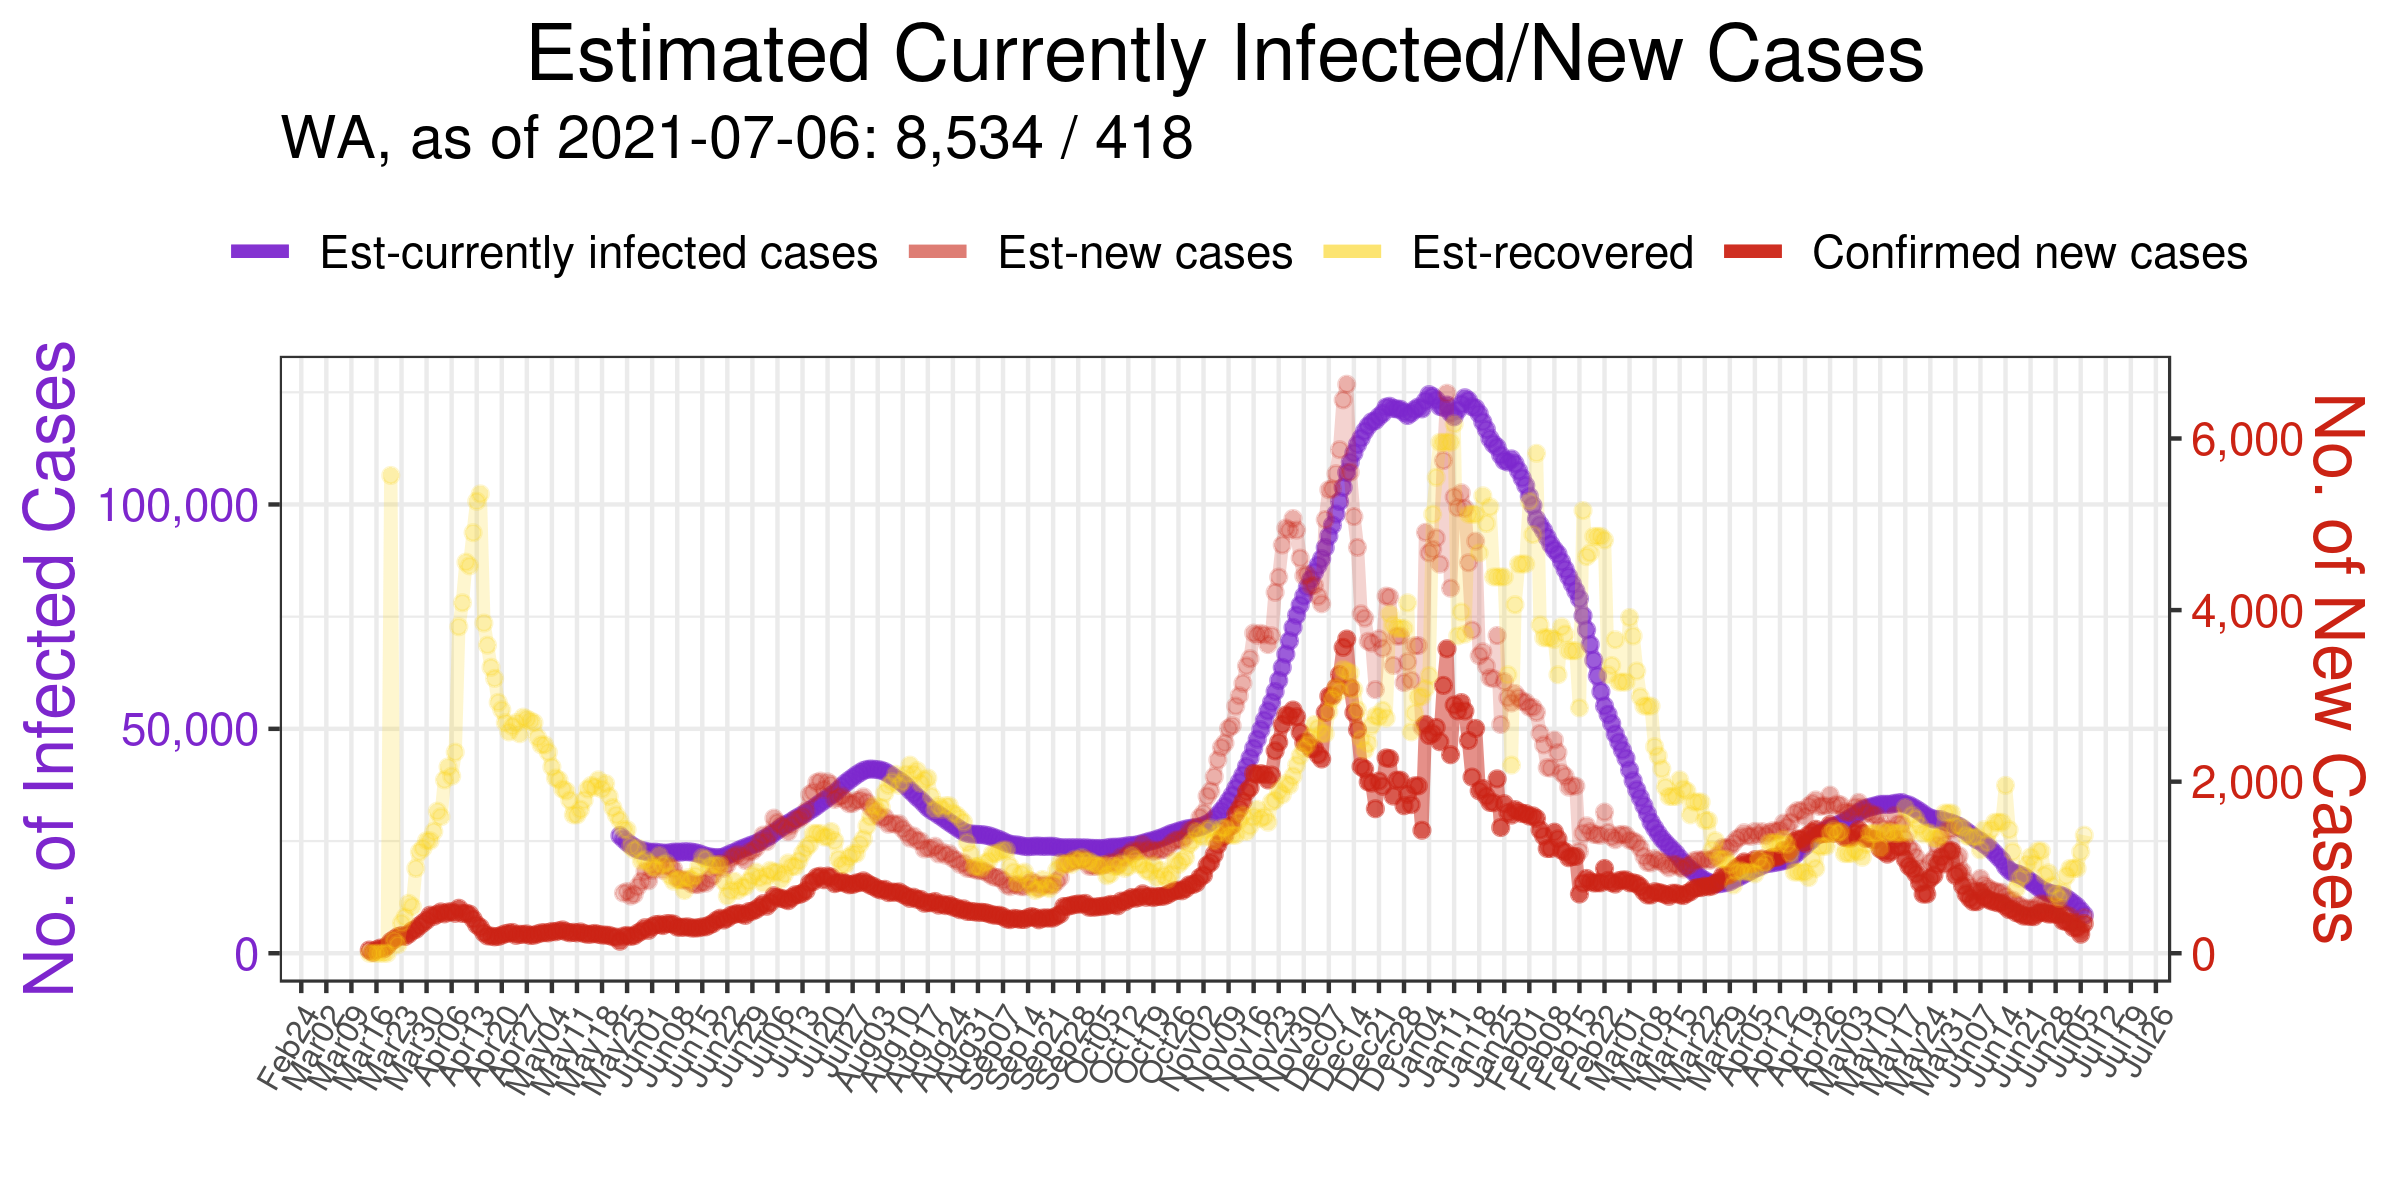 Estimated Currently Infected/New Cases
WA, as of 2021-07-06: 8,534 / 418
Est-currently infected cases
Est-new cases
Est-recovered
Confirmed new cases
No. of Infected Cases
100,000
50,000
0
6,000
4,000
2,000
0
No. of New Cases
Feb24
Mar02
Mar09
Mar16
Mar23
Mar30
Apr06
Apr13
Apr20
Apr27
May04
May11
May18
May25
Jun01
Jun08
Jun15
Jun22
Jun29
Jul06
Jul13
Jul20
Jul27
Aug03
Aug10
Aug17
Aug24
Aug31
Sep07
Sep14
Sep21
Sep28
Oct05
Oct12
Oct19
Oct26
Nov02
Nov09
Nov16
Nov23
Nov30
Dec07
Dec14
Dec21
Dec28
Jan04
Jan11
Jan18
Jan25
Feb01
Feb08
Feb15
Feb22
Mar01
Mar08
Mar15
Mar22
Mar29
Apr05
Apr12
Apr19
Apr26
May03
May10
May17
May24
May31
Jun07
Jun14
Jun21
Jun28
Jul05
Jul12
Jul19
Jul26